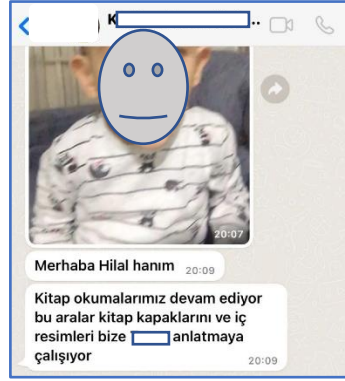 K
..
20:07
Merhaba Hilal hanım 20:09
Kitap okumalarımız devam ediyor
bu aralar kitap kapaklarını ve iç
resimleri bize anlatmaya
çalışıyor
20:09